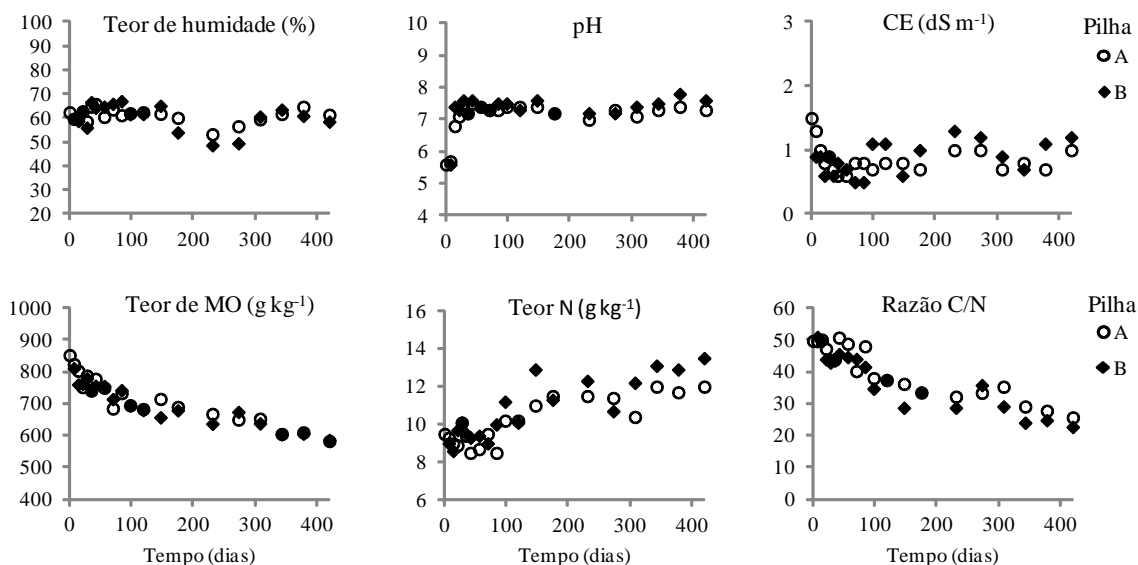 Teor de humidade (%)
100
90
80
70
60
50
40
30
20
0 100 200 300 400
pH
10
9
8
7
6
5
4
0 100 200 300 400
CE (dS m-1)
3
2
1
0
0 100 200 300 400
Pilha
A
B
Teor de MO (g kg-1)
1000
900
800
700
600
500
400
0 100 200 300 400
Tempo (dias)
Teor N (g kg-1)
16
14
12
10
8
6
0 100 200 300 400
Tempo (dias)
Razão C/N
60
50
40
30
20
10
0
0 100 200 300 400
Tempo (dias)
Pilha
A
B